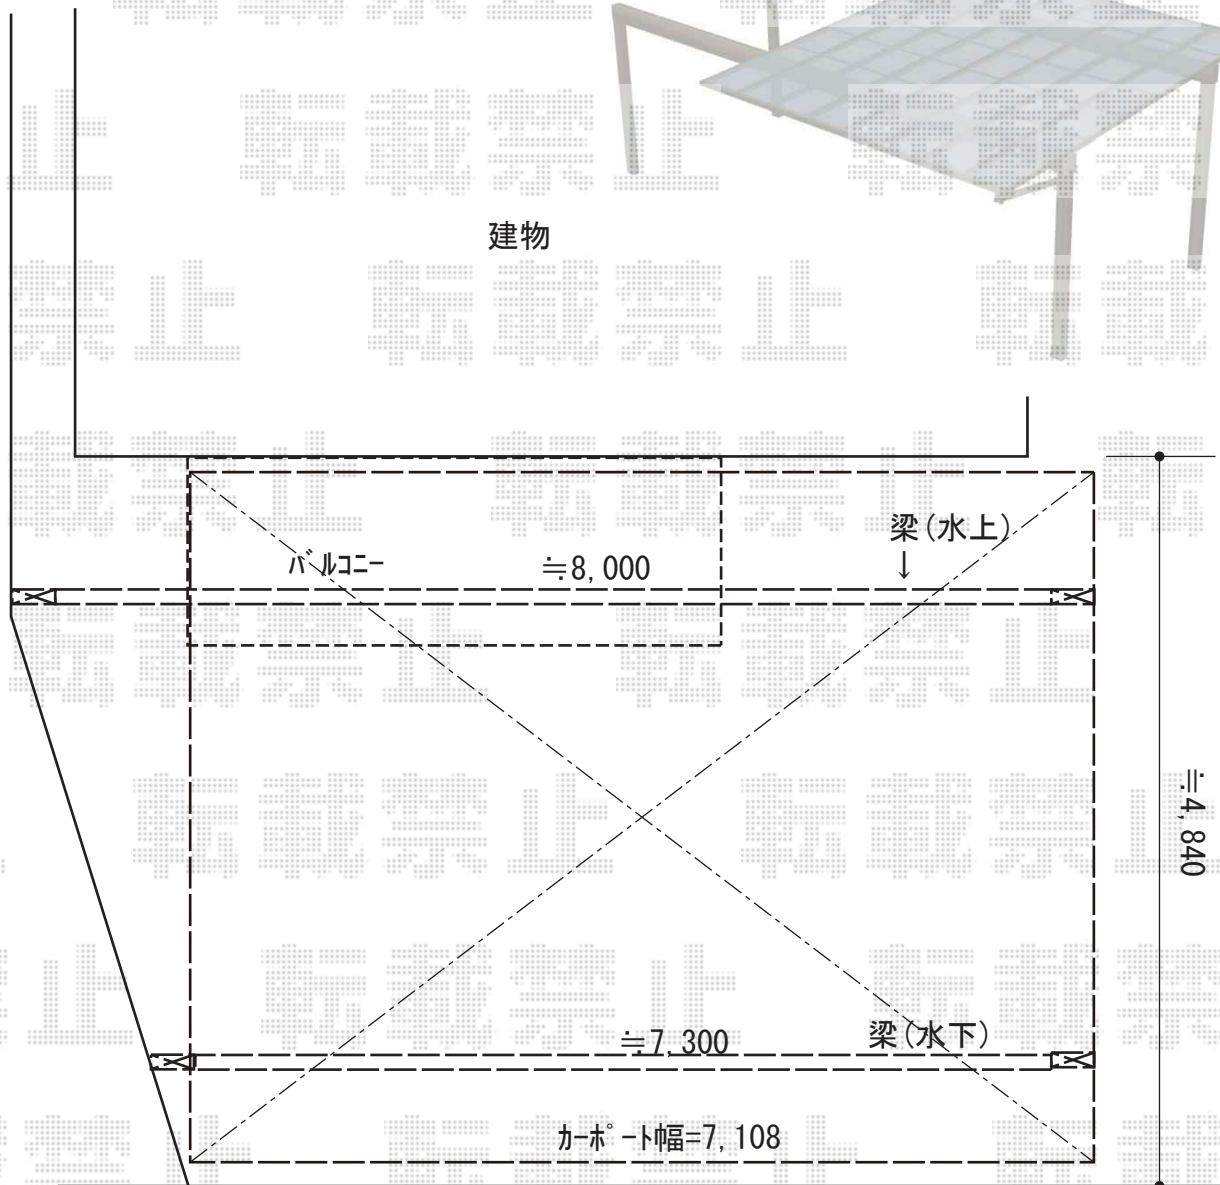 転載禁止
建物
梁(水上)
↓
バルコニー
≒8,000
≒4,840
≒7,300
梁(水下)
カーポート幅=7,108